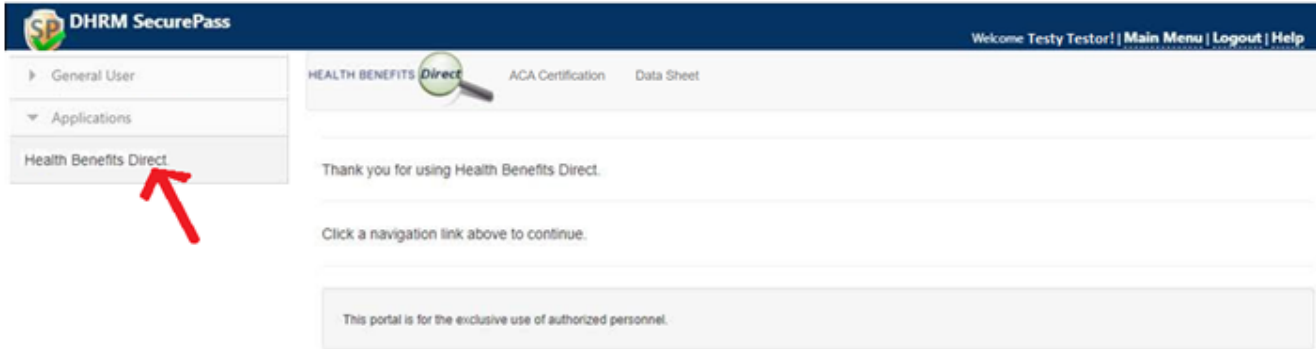 SP DHRM SecurePass
Welcome Testy Testor! | Main Menu | Logout | Help
General User
Applications
Health Benefits Direct
HEALTH BENEFITS Direct ACA Certification Data Sheet
Thank you for using Health Benefits Direct.
Click a navigation link above to continue.
This portal is for the exclusive use of authorized personnel.